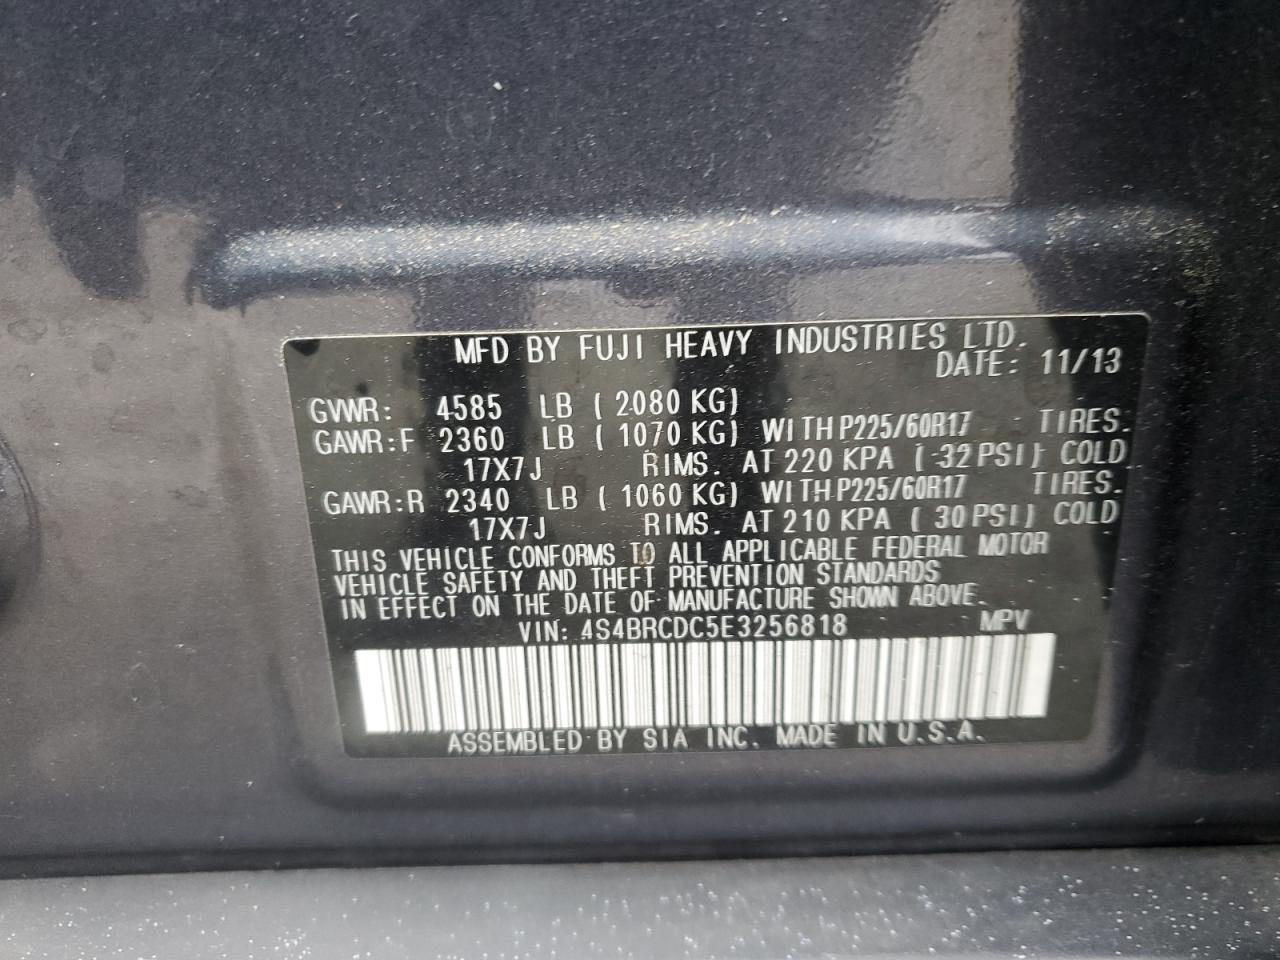 MFD BY FUJI HEAVY INDUSTRIES LTD.
DATE: 11/13
GVWR: 4585 LB (2080 KG)
GAWR:F 2360 LB (1070 KG) WITH P225/60R17 TIRES.
17X7J RIMS. AT 220 KPA (32 PSI) COLD
GAWR:R 2340 LB (1060 KG) WITH P225/60R17 TIRES.
17X7J RIMS. AT 210 KPA (30 PSI) COLD
THIS VEHICLE CONFORMS TO ALL APPLICABLE FEDERAL MOTOR
VEHICLE SAFETY AND THEFT PREVENTION STANDARDS
IN EFFECT ON THE DATE OF MANUFACTURE SHOWN ABOVE.
VIN: 4S4BRCDC5E3256818 MPV
ASSEMBLED BY SIA INC. MADE IN U.S.A.